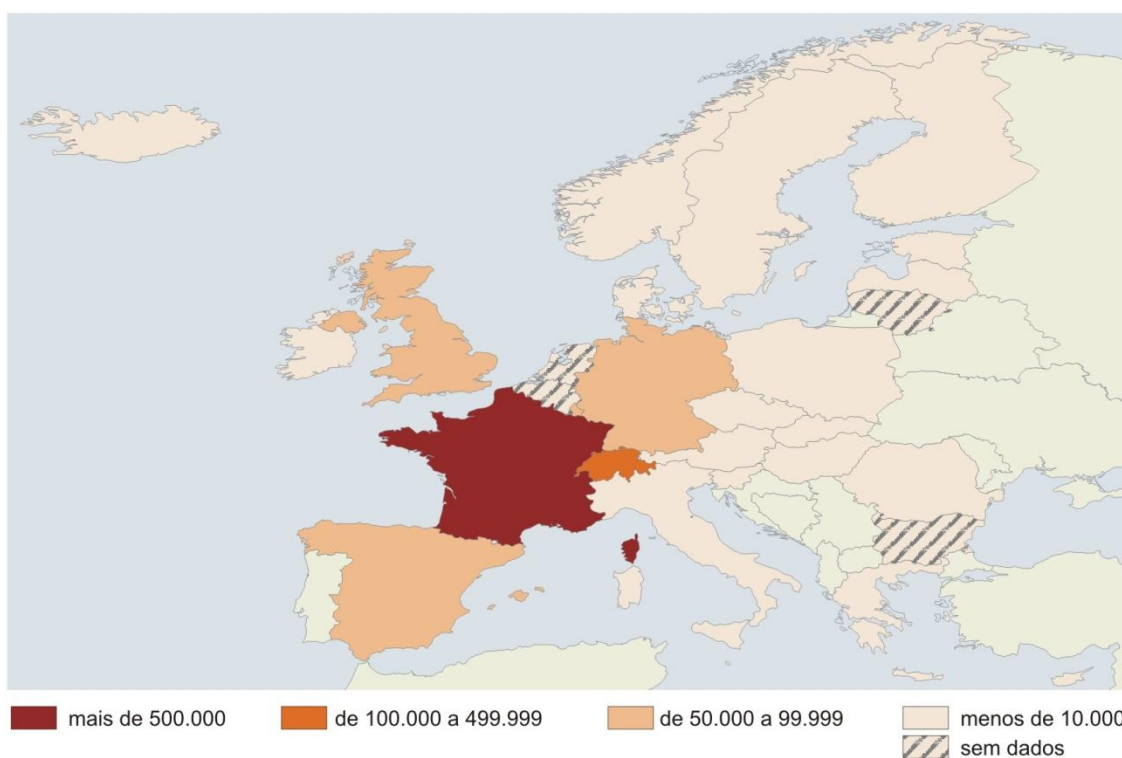 mais de 500.000
de 100.000 a 499.999
de 50.000 a 99.999
menos de 10.000
sem dados